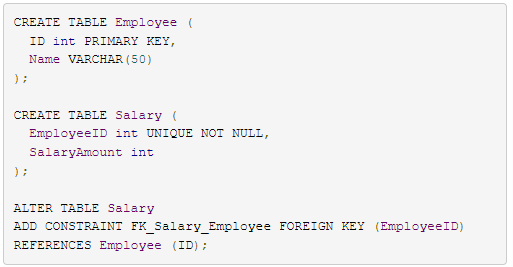 CREATE TABLE Employee (
  ID int PRIMARY KEY,
  Name VARCHAR(50)
);

CREATE TABLE Salary (
  EmployeeID int UNIQUE NOT NULL,
  SalaryAmount int
);

ALTER TABLE Salary
ADD CONSTRAINT FK_Salary_Employee FOREIGN KEY (EmployeeID)
REFERENCES Employee (ID);